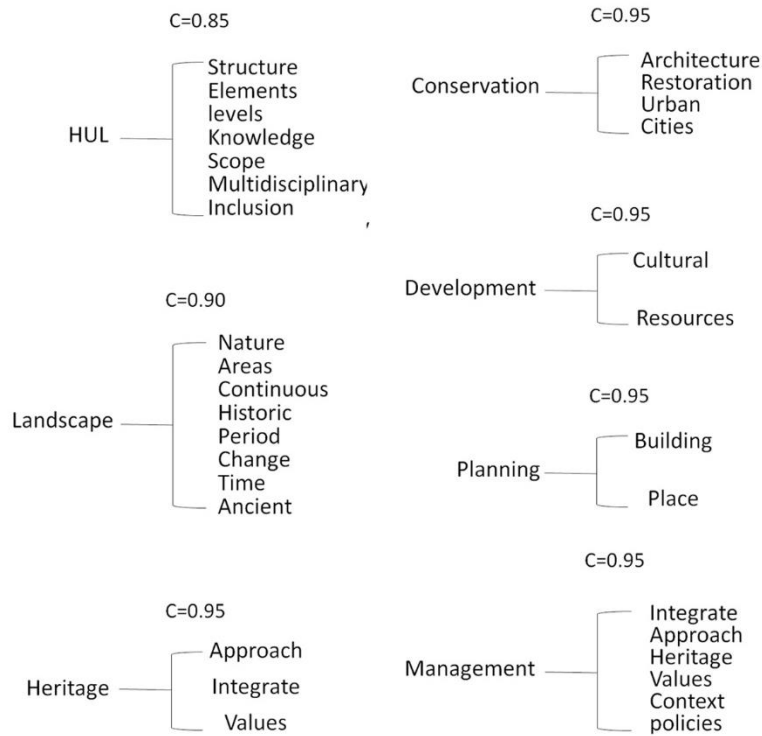 C=0.85
HUL
Structure
Elements
levels
Knowledge
Scope
Multidisciplinary
Inclusion
,
C=0.90
Landscape
Nature
Areas
Continuous
Historic
Period
Change
Time
Ancient
C=0.95
Heritage
Approach
Integrate
Values
C=0.95
Conservation
Architecture
Restoration
Urban
Cities
C=0.95
Development
Cultural
Resources
C=0.95
Planning
Building
Place
C=0.95
Management
Integrate
Approach
Heritage
Values
Context
policies